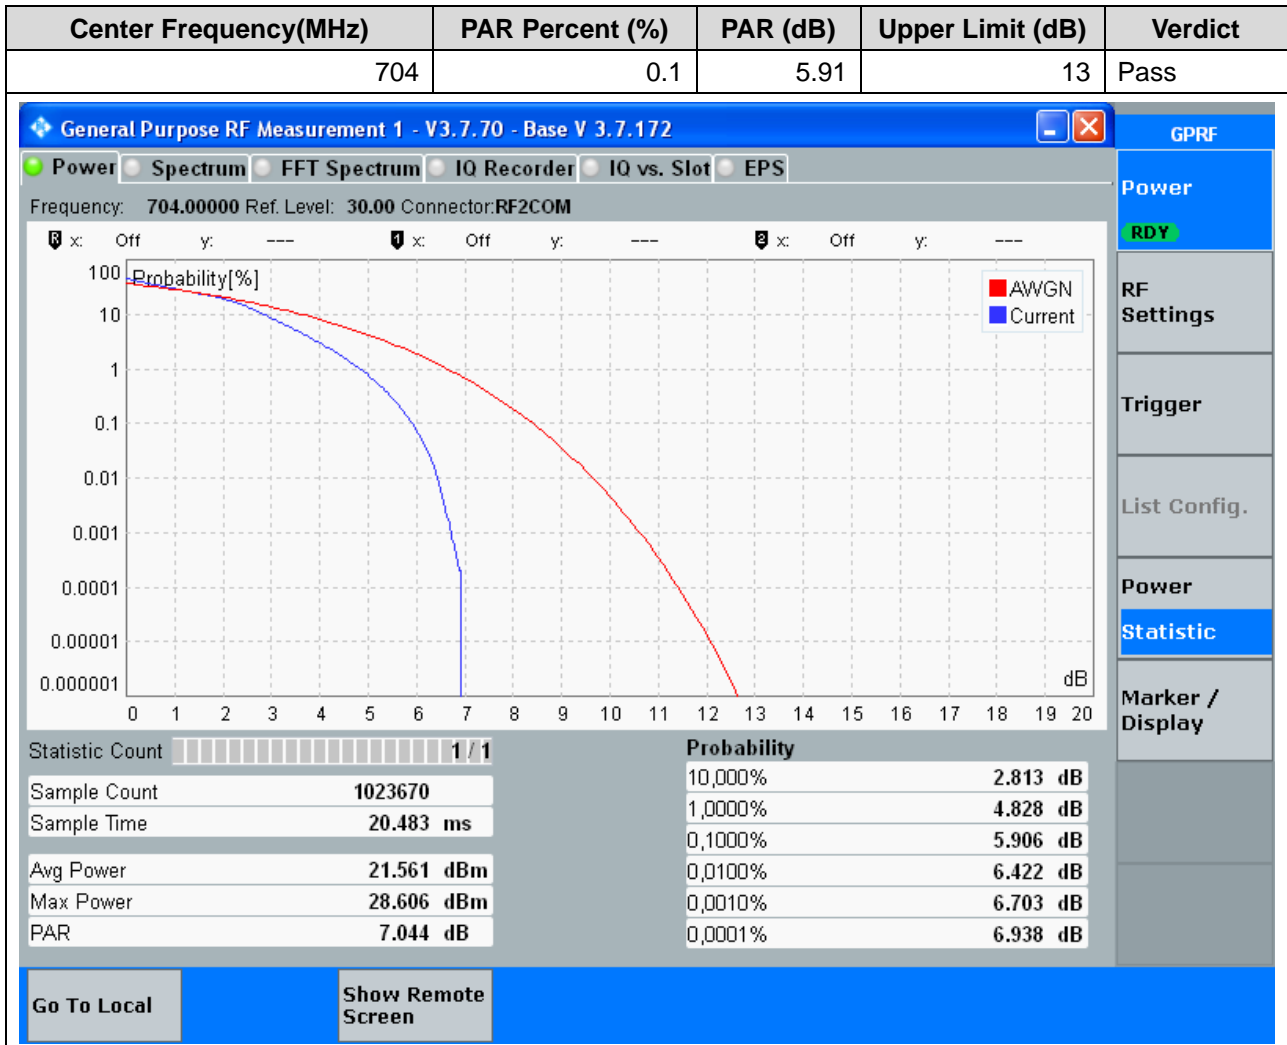 Center Frequency(MHz) PAR Percent (%) PAR (dB) Upper Limit (dB) Verdict
704 0.1 5.91 13 Pass
General Purpose RF Measurement 1 - V3.7.70 - Base V 3.7.172
GPRF
Power Spectrum FFT Spectrum IQ Recorder IQ vs. Slot EPS
Power
RDY
Frequency: 704.00000 Ref. Level: 30.00 Connector:RF2COM
R x: Off y: --- 1 x: Off y: --- 2 x: Off y: ---
Probability[%]
100
10
1
0.1
0.01
0.001
0.0001
0.00001
0.000001
AWGN
Current
dB
0 1 2 3 4 5 6 7 8 9 10 11 12 13 14 15 16 17 18 19 20
RF
Settings
Trigger
List Config.
Power
Statistic
Marker /
Display
Statistic Count 1 / 1
Sample Count 1023670
Sample Time 20.483 ms
Avg Power 21.561 dBm
Max Power 28.606 dBm
PAR 7.044 dB
Probability
10,000% 2.813 dB
1,0000% 4.828 dB
0,1000% 5.906 dB
0,0100% 6.422 dB
0,0010% 6.703 dB
0,0001% 6.938 dB
Go To Local
Show Remote
Screen